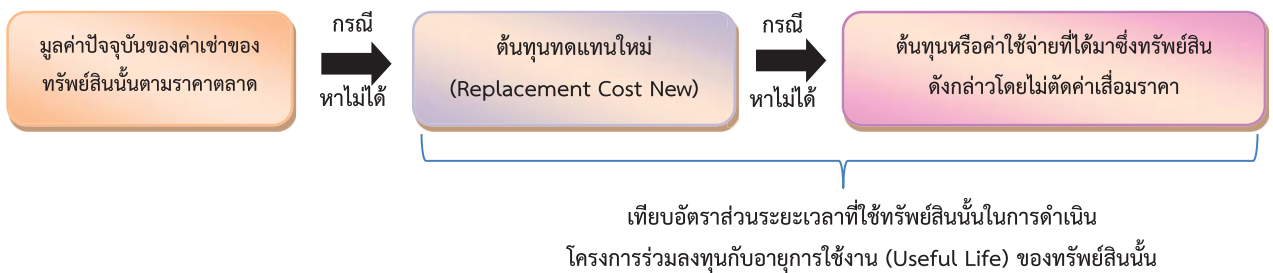 มูลค่าปัจจุบันของค่าเช่าของ
ทรัพย์สินนั้นตามราคาตลาด
กรณี
หาไม่ได้
ต้นทุนทดแทนใหม่
(Replacement Cost New)
กรณี
หาไม่ได้
ต้นทุนหรือค่าใช้จ่ายที่ได้มาซึ่งทรัพย์สิน
ดังกล่าวโดยไม่ตัดค่าเสื่อมราคา
เทียบอัตราส่วนระยะเวลาที่ใช้ทรัพย์สินนั้นในการดำเนิน
โครงการร่วมลงทุนกับอายุการใช้งาน (Useful Life) ของทรัพย์สินนั้น